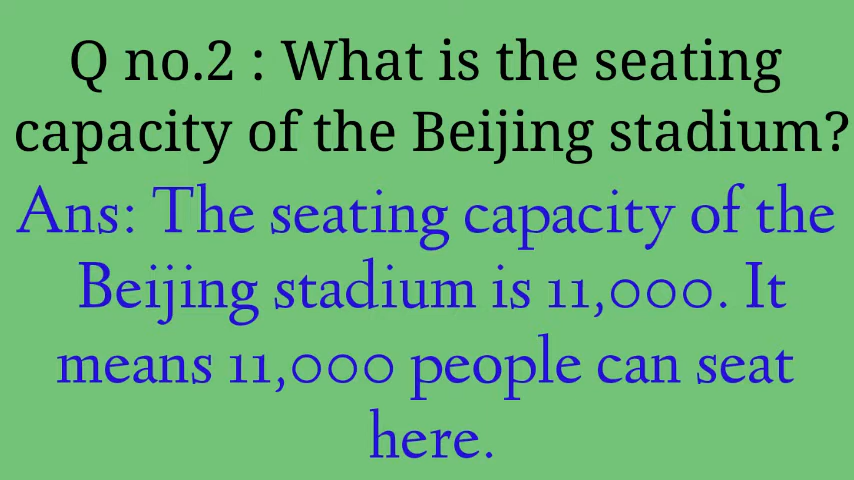 Q no.2 : What is the seating
capacity of the Beijing stadium?
Ans: The seating capacity of the
Beijing stadium is 11,000. It
means 11,000 people can seat
here.